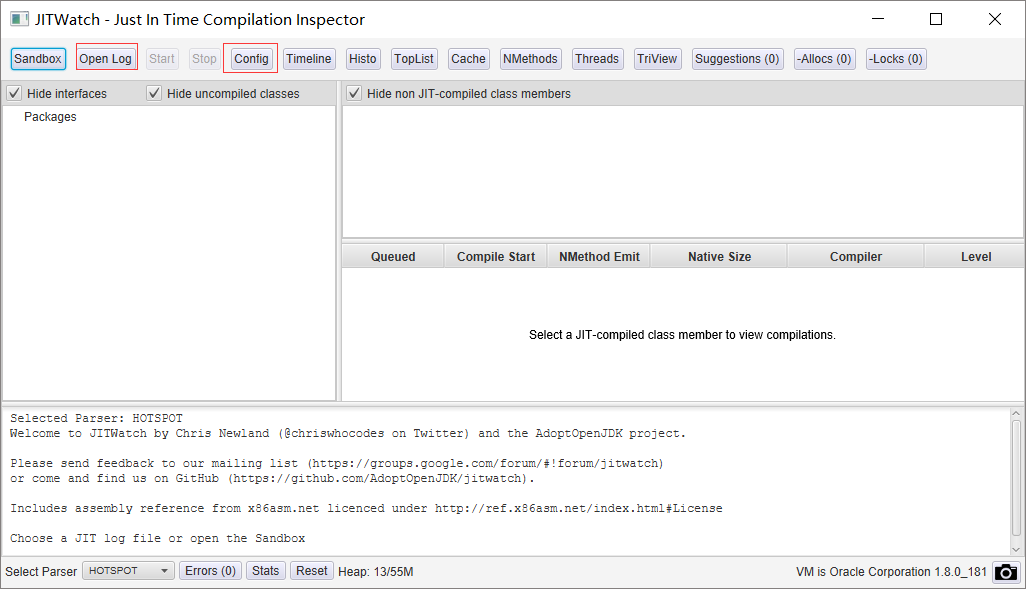 JITWatch - Just In Time Compilation Inspector
Sandbox Open Log Start Stop Config Timeline Histo TopList Cache NMethods Threads TriView Suggestions (0) -Allocs (0) -Locks (0)
Hide interfaces Hide uncompiled classes Hide non JIT-compiled class members
Packages
Queued Compile Start NMethod Emit Native Size Compiler Level
Select a JIT-compiled class member to view compilations.
Selected Parser: HOTSPOT
Welcome to JITWatch by Chris Newland (@chriswhocodes on Twitter) and the AdoptOpenJDK project.
Please send feedback to our mailing list (https://groups.google.com/forum/#!forum/jitwatch)
or come and find us on GitHub (https://github.com/AdoptOpenJDK/jitwatch).
Includes assembly reference from x86asm.net licenced under http://ref.x86asm.net/index.html#License
Choose a JIT log file or open the Sandbox
Select Parser HOTSPOT Errors (0) Stats Reset Heap: 13/55M VM is Oracle Corporation 1.8.0_181